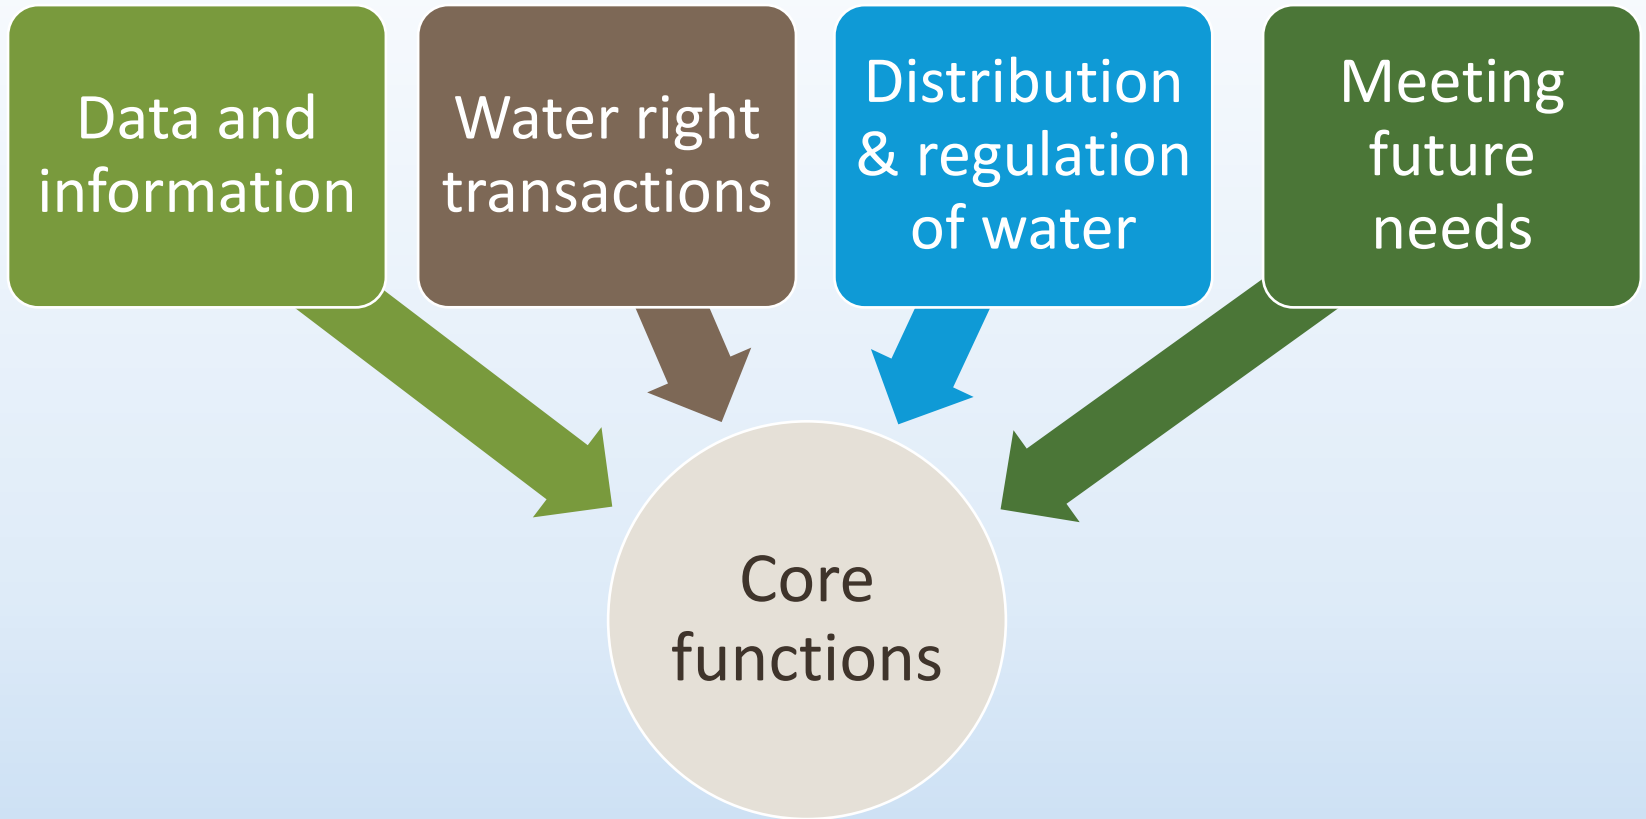 Data and
information
Water right
transactions
Distribution
& regulation
of water
Meeting
future
needs
Core
functions